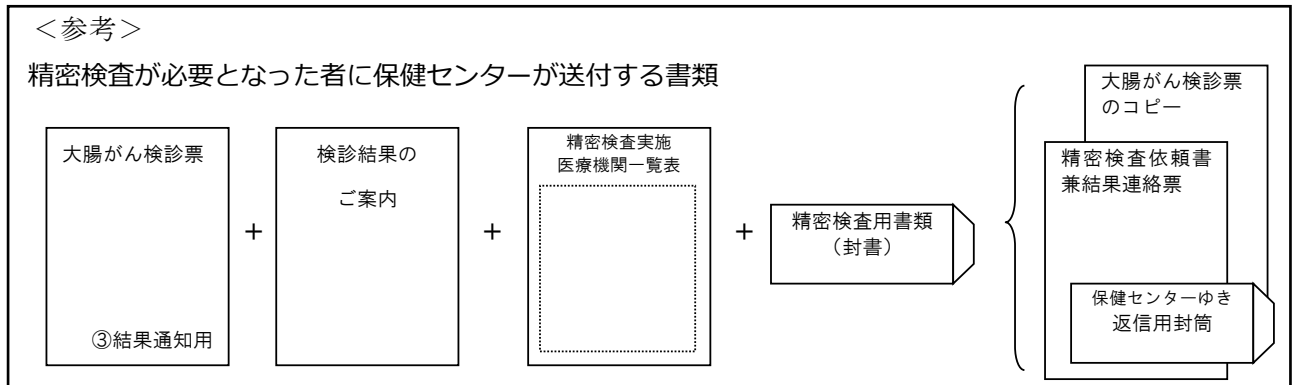 <参考>
精密検査が必要となった者に保健センターが送付する書類
大腸がん検診票
③結果通知用
+
検診結果の
ご案内
+
精密検査実施
医療機関一覧表
+
精密検査用書類
(封書)
大腸がん検診票
のコピー
精密検査依頼書
兼結果連絡票
保健センターゆき
返信用封筒